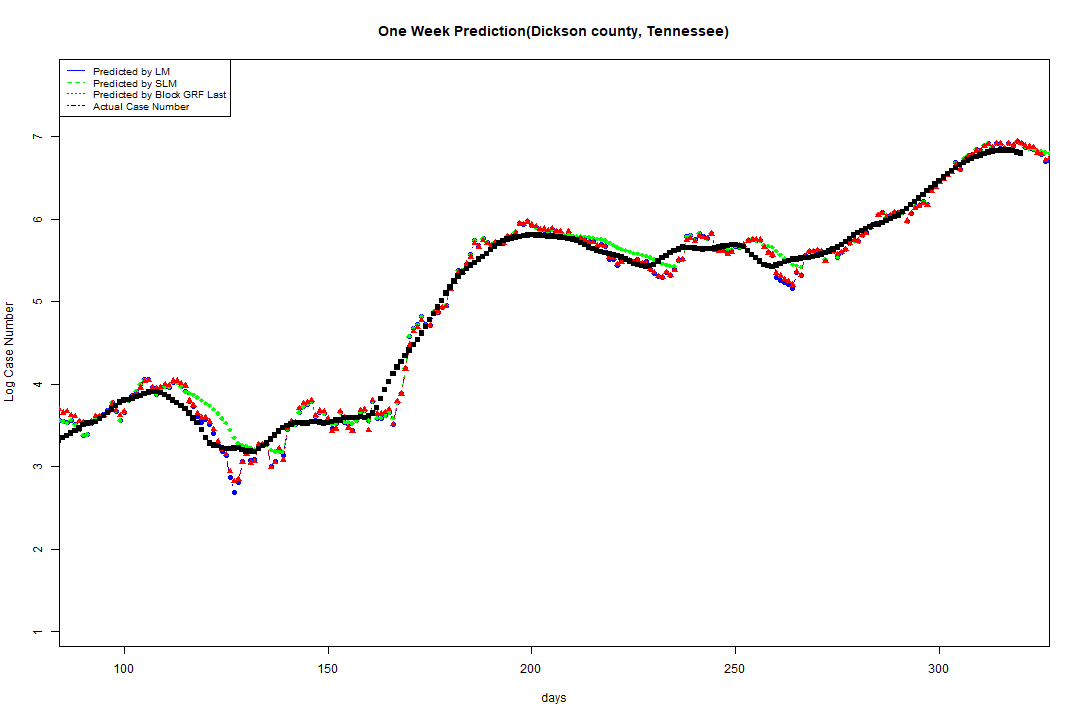 One Week Prediction(Dickson county, Tennessee)
Predicted by LM
Predicted by SLM
Predicted by Block GRF Last
Actual Case Number
7
6
5
4
3
2
1
Log Case Number
100 150 200 250 300
days